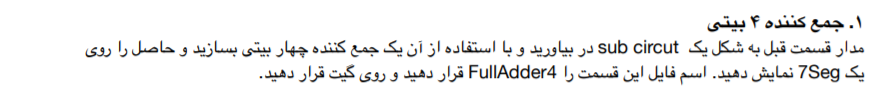 ۱. جمع کننده ۴ بیتی
مدار قسمت قبل به شکل یک sub circut در بیاورید و با استفاده از آن یک جمع کننده چهار بیتی بسازید و حاصل را روی
یک 7Seg نمایش دهید. اسم فایل این قسمت را FullAdder4 قرار دهید و روی گیت قرار دهید.